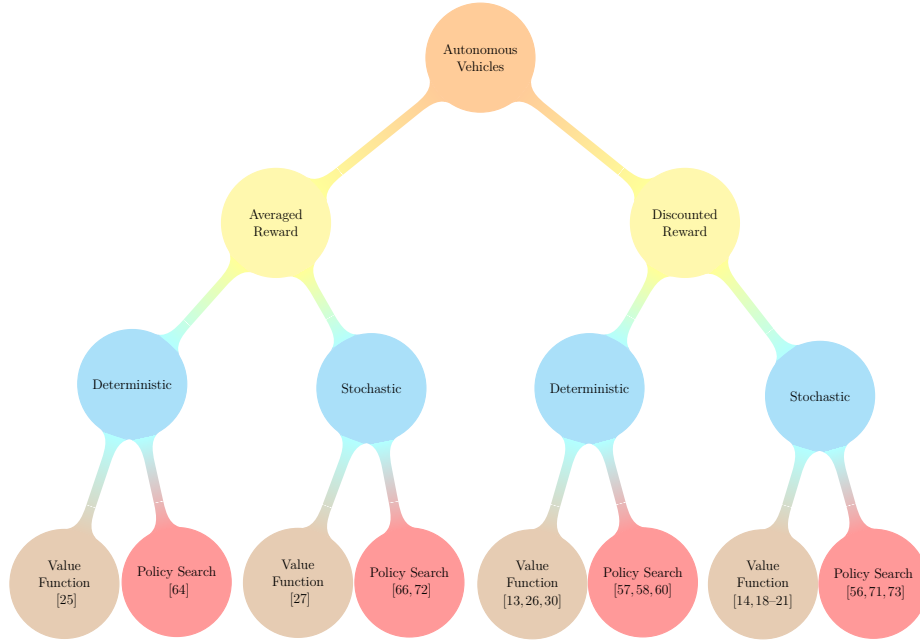 Autonomous
Vehicles
Averaged
Reward
Discounted
Reward
Deterministic
Stochastic
Deterministic
Stochastic
Value
Function
[25]
Policy Search
[64]
Value
Function
[27]
Policy Search
[66, 72]
Value
Function
[13, 26, 30]
Policy Search
[57, 58, 60]
Value
Function
[14, 18–21]
Policy Search
[56, 71, 73]